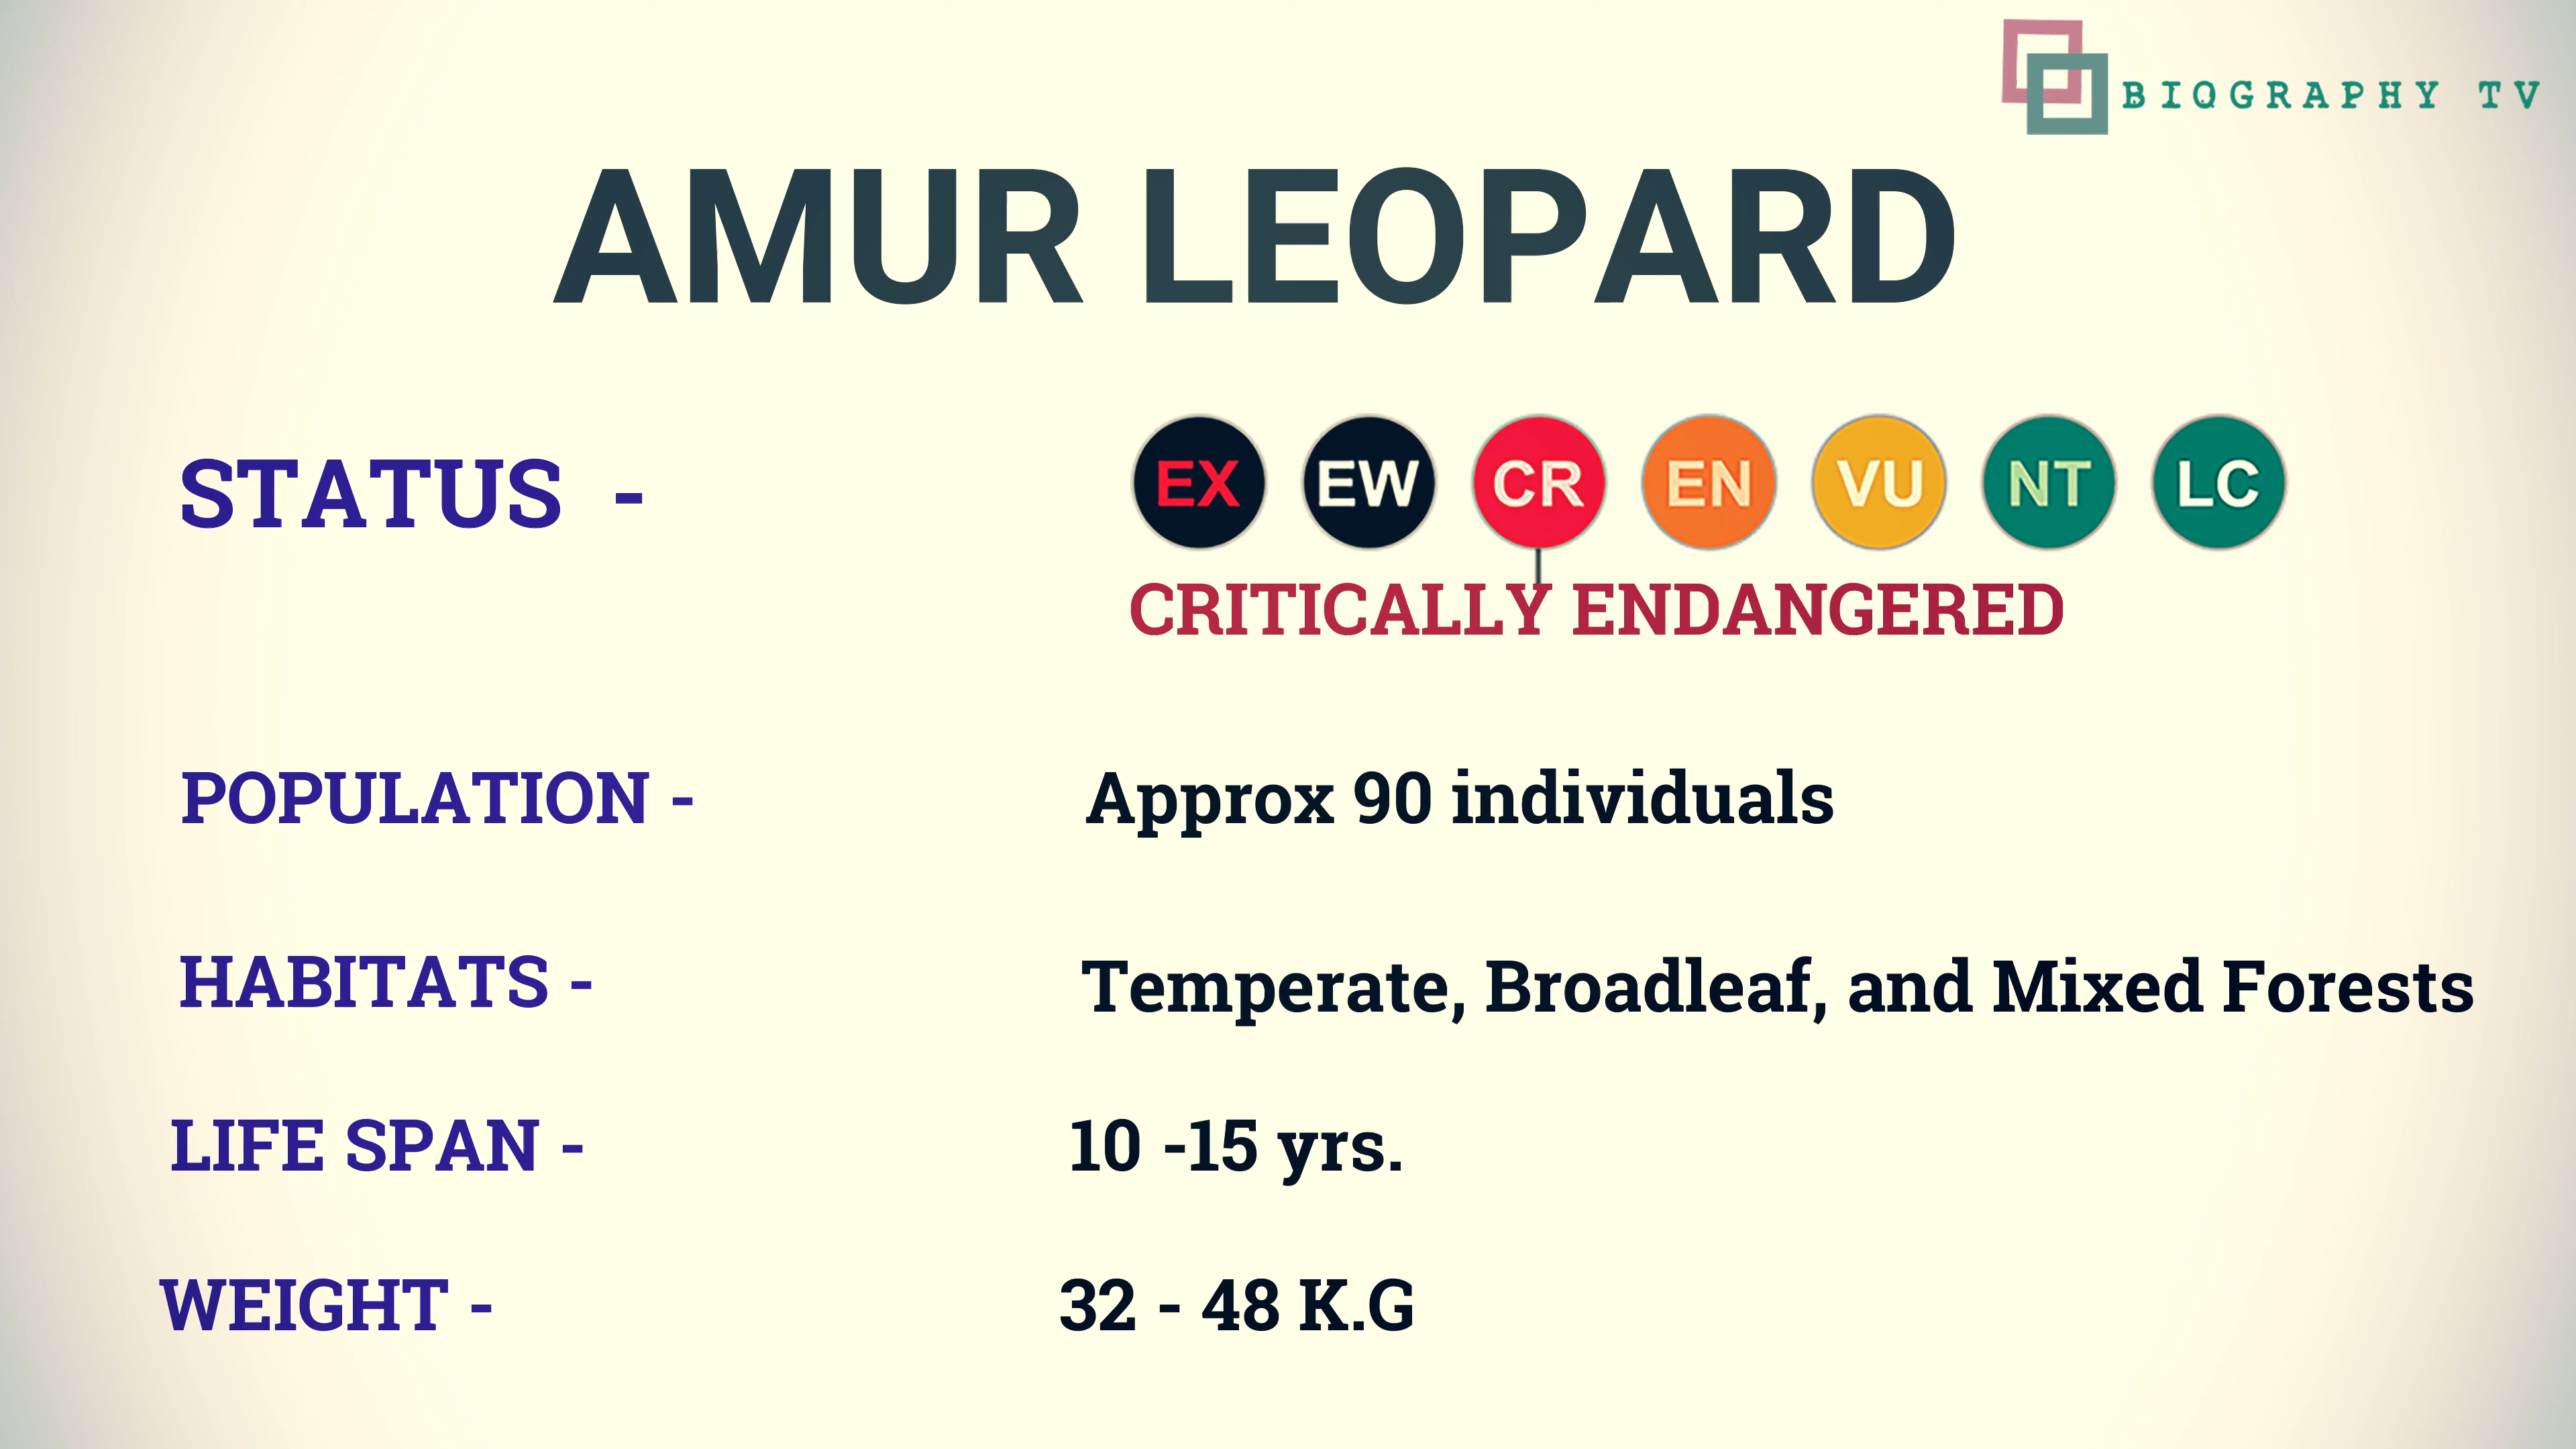 BIOGRAPHY TV
AMUR LEOPARD
STATUS -
EX EW CR EN VU NT LC
CRITICALLY ENDANGERED
POPULATION - Approx 90 individuals
HABITATS - Temperate, Broadleaf, and Mixed Forests
LIFE SPAN - 10 -15 yrs.
WEIGHT - 32 - 48 K.G